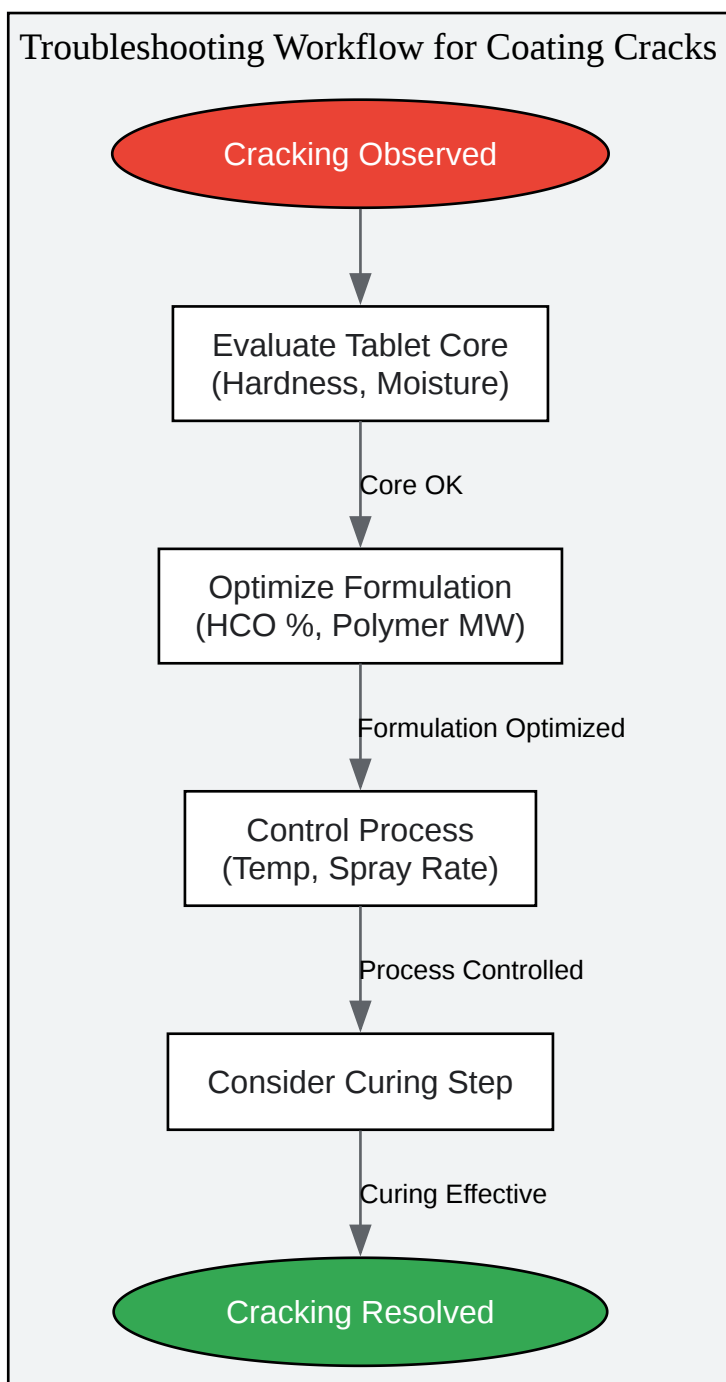 Troubleshooting Workflow for Coating Cracks
Cracking Observed
Evaluate Tablet Core
(Hardness, Moisture)
Core OK
Optimize Formulation
(HCO %, Polymer MW)
Formulation Optimized
Control Process
(Temp, Spray Rate)
Process Controlled
Consider Curing Step
Curing Effective
Cracking Resolved